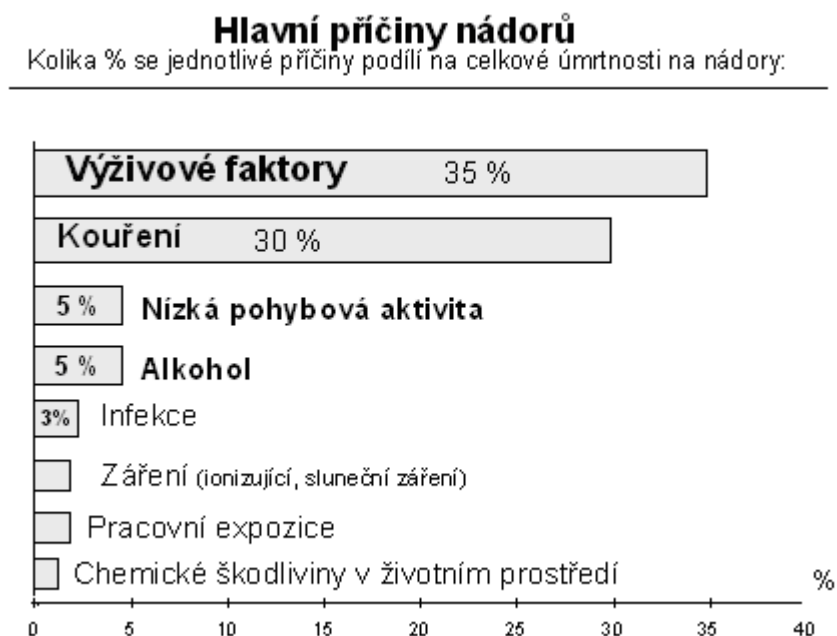 Hlavní příčiny nádorů
Kolika % se jednotlivé příčiny podílí na celkové úmrtnosti na nádory:
Výživové faktory 35 %
Kouření 30 %
5 % Nízká pohybová aktivita
5 % Alkohol
3% Infekce
Záření (ionizující, sluneční záření)
Pracovní expozice
Chemické škodliviny v životním prostředí %
0 5 10 15 20 25 30 35 40